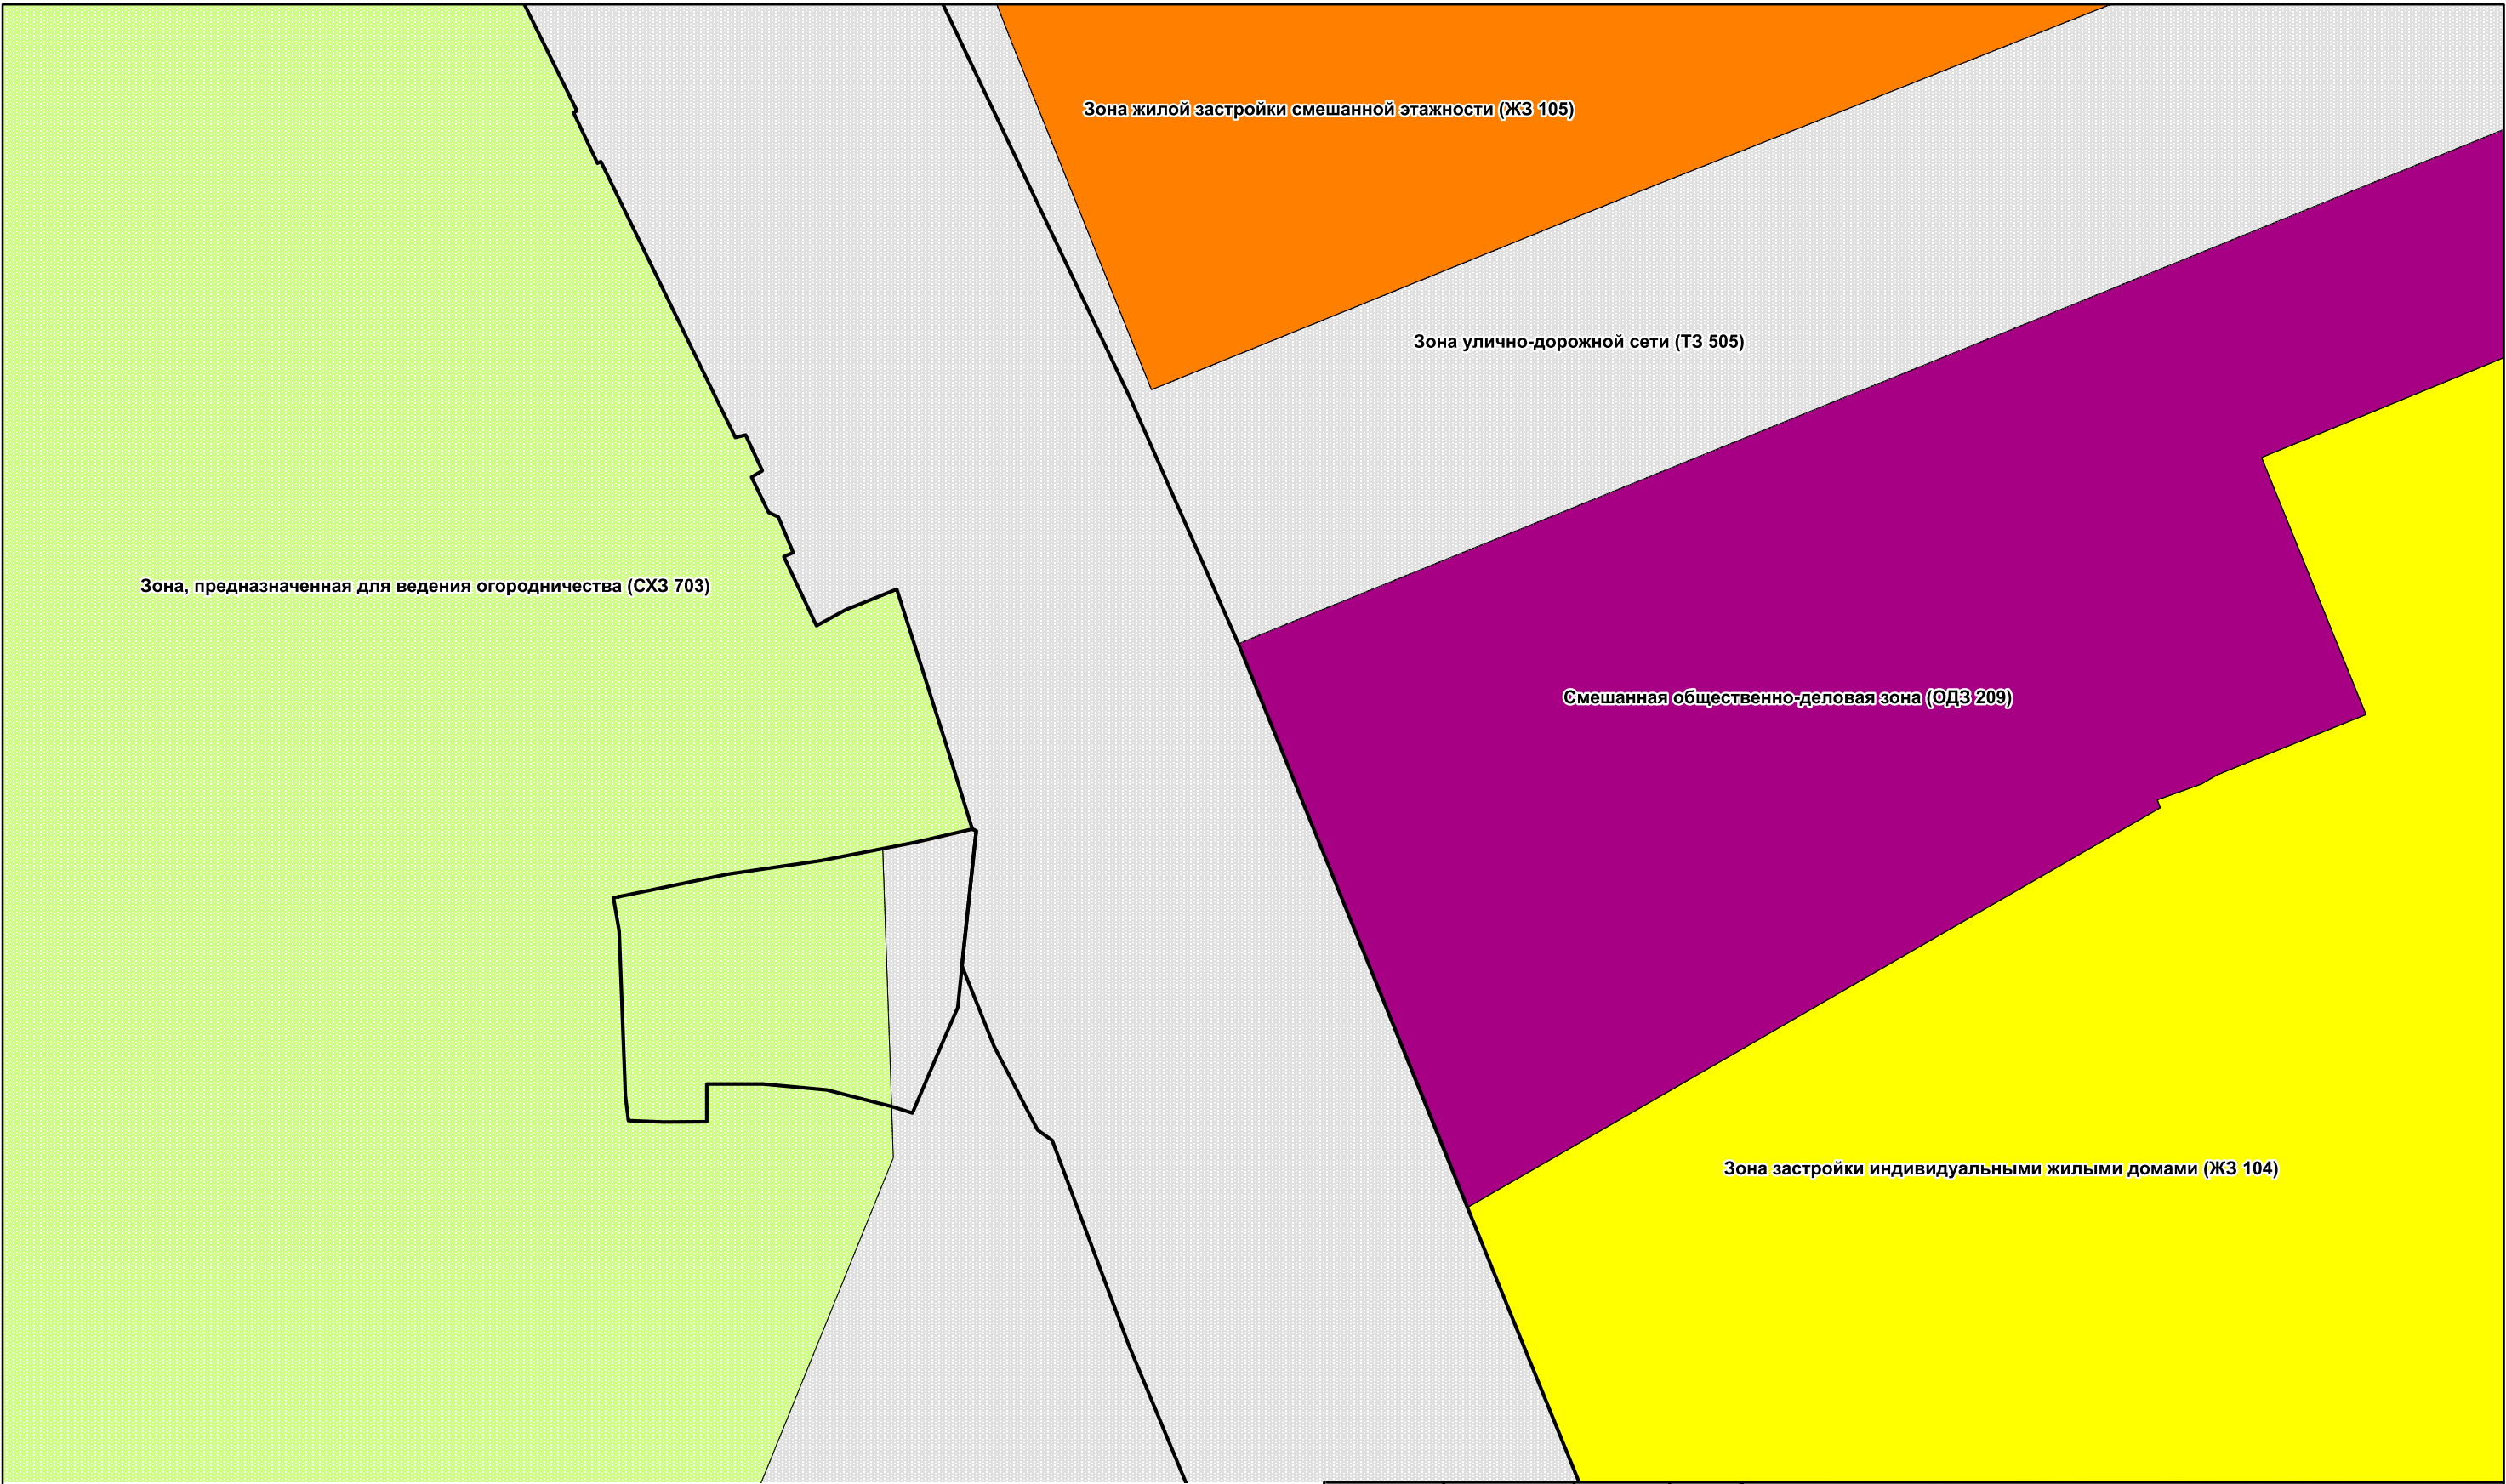 Зона жилой застройки смешанной этажности (ЖЗ 105)
Зона улично-дорожной сети (ТЗ 505)
Зона, предназначенная для ведения огородничества (СХЗ 703)
Смешанная общественно-деловая зона (ОДЗ 209)
Зона застройки индивидуальными жилыми домами (ЖЗ 104)